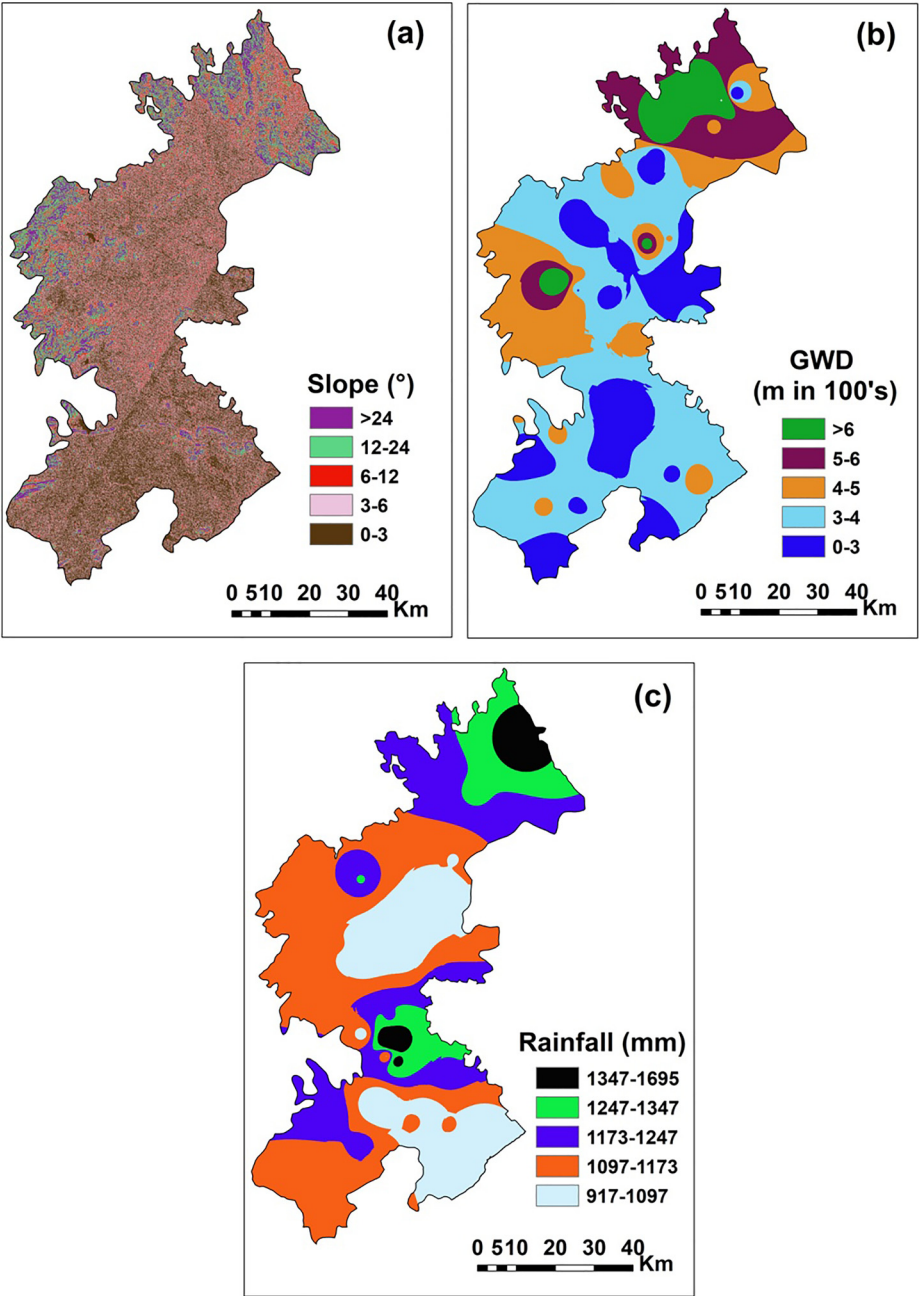 (a)
Slope (°)
>24
12-24
6-12
3-6
0-3
0 510 20 30 40
Km
(b)
GWD
(m in 100's)
>6
5-6
4-5
3-4
0-3
0 510 20 30 40
Km
(c)
Rainfall (mm)
1347-1695
1247-1347
1173-1247
1097-1173
917-1097
0 510 20 30 40
Km